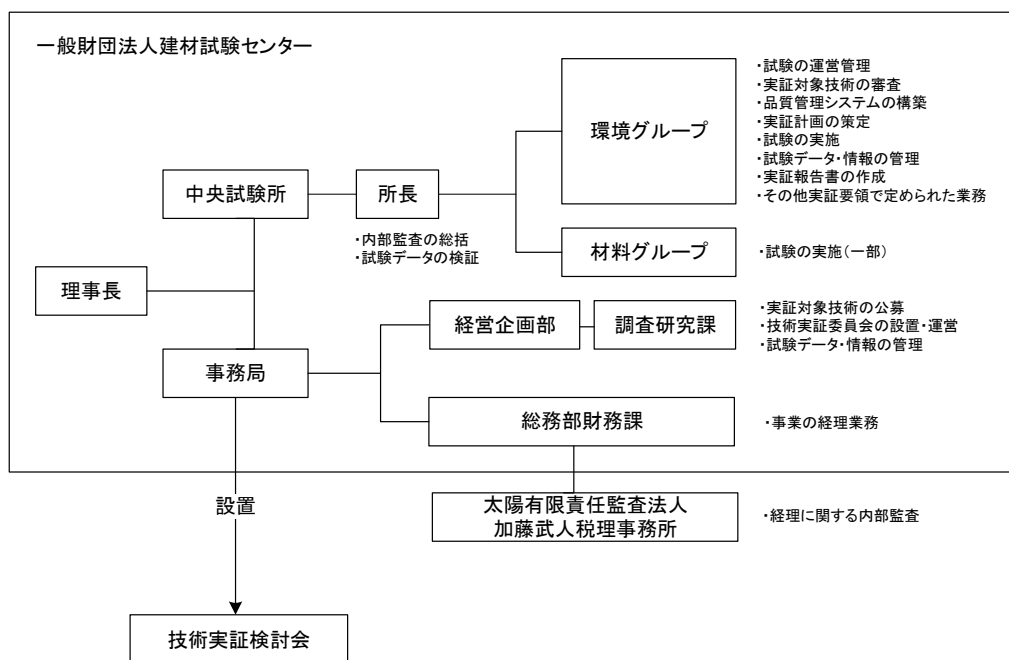 一般財団法人建材試験センター
環境グループ
・試験の運営管理
・実証対象技術の審査
・品質管理システムの構築
・実証計画の策定
・試験の実施
・試験データ・情報の管理
・実証報告書の作成
・その他実証要領で定められた業務
中央試験所
所長
・内部監査の総括
・試験データの検証
材料グループ
・試験の実施(一部)
理事長
経営企画部
調査研究課
・実証対象技術の公募
・技術実証委員会の設置・運営
・試験データ・情報の管理
事務局
総務部財務課
・事業の経理業務
設置
太陽有限責任監査法人
加藤武人税理事務所
・経理に関する内部監査
技術実証検討会